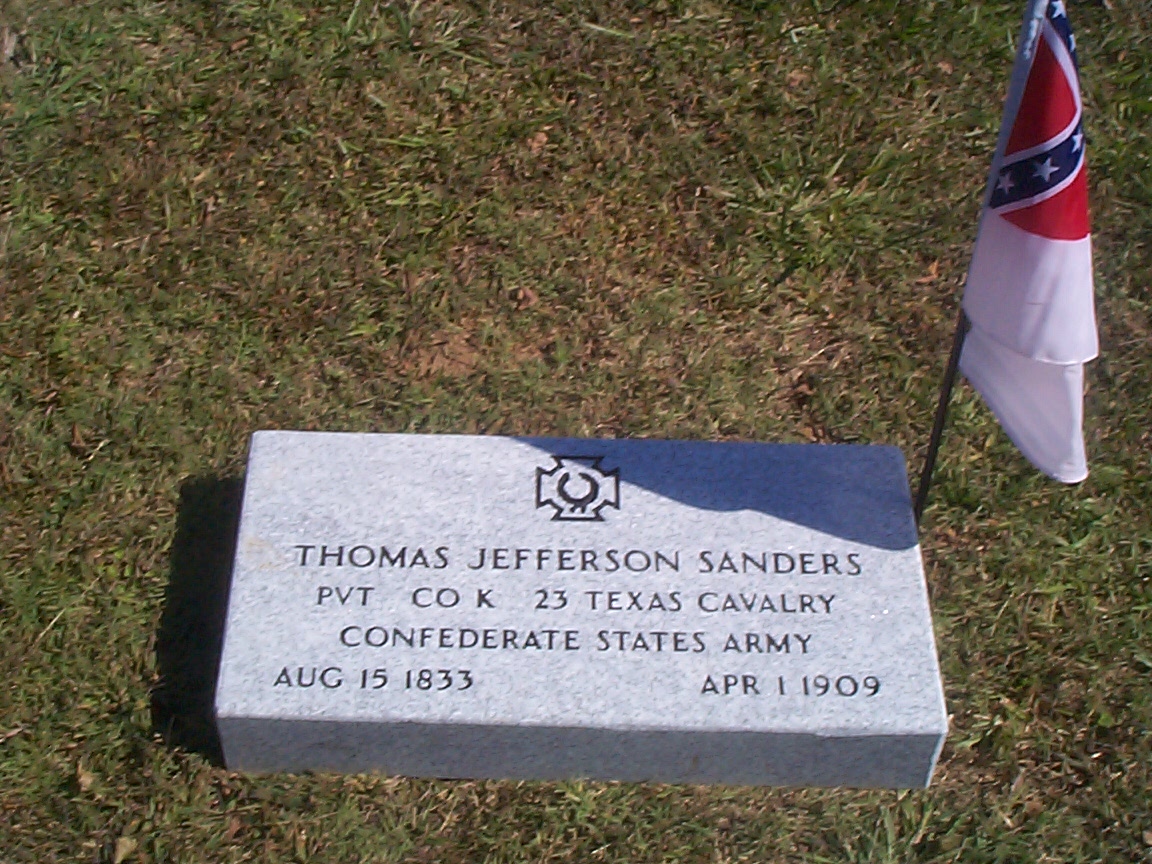 THOMAS JEFFERSON SANDERS
PVT CO K 23 TEXAS CAVALRY
CONFEDERATE STATES ARMY
AUG 15 1833 APR 1 1909